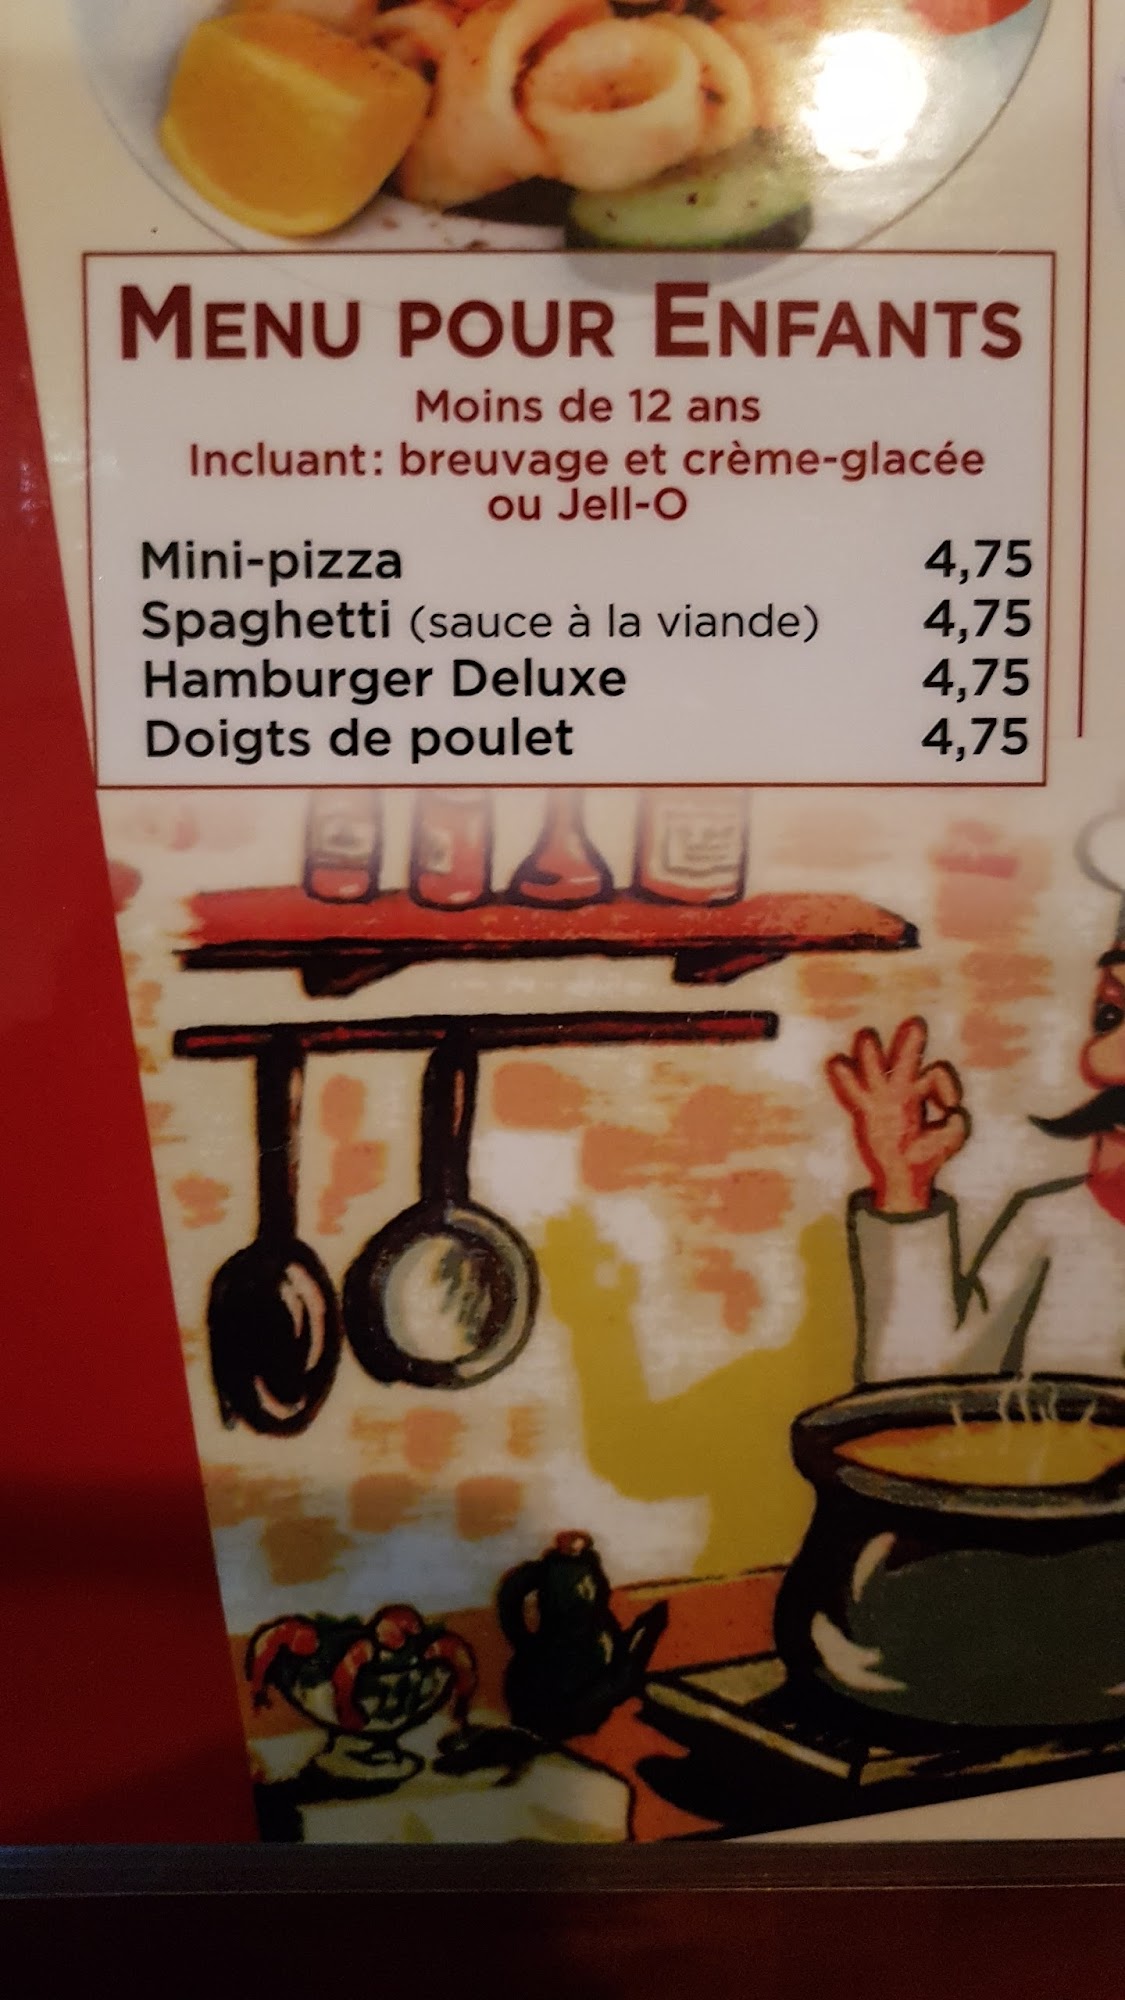 MENU POUR ENFANTS
Moins de 12 ans
Incluant: breuvage et crème-glacée
ou Jell-O
Mini-pizza 4,75
Spaghetti (sauce à la viande) 4,75
Hamburger Deluxe 4,75
Doigts de poulet 4,75